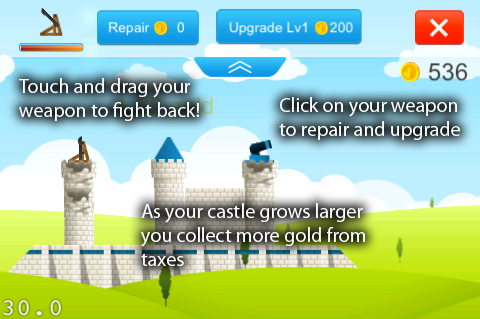 Repair 0
Upgrade Lv1 200
536
Touch and drag your
weapon to fight back!
Click on your weapon
to repair and upgrade
As your castle grows larger
you collect more gold from
taxes
30.0